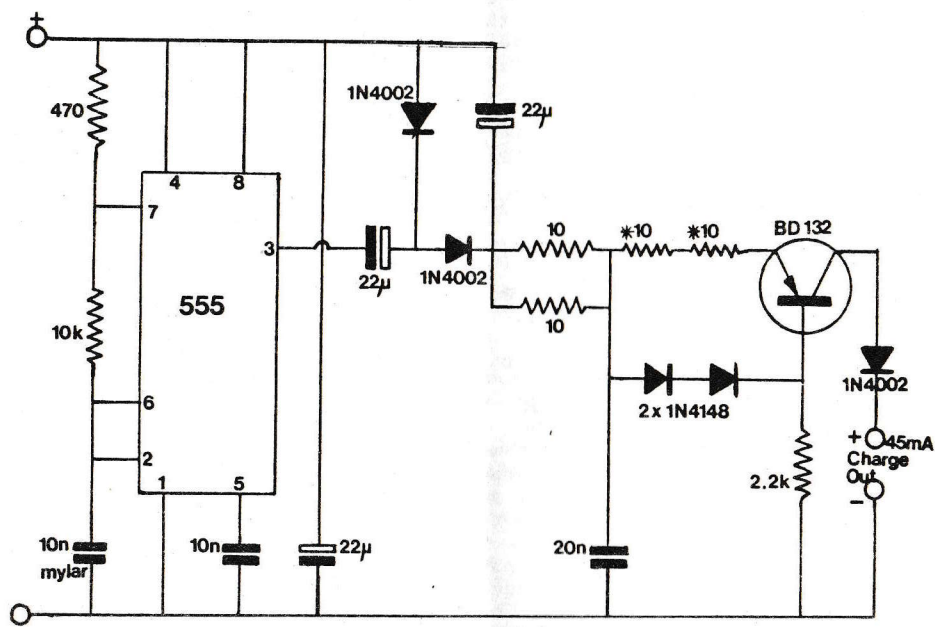 +
470
1N4002
22µ
4
8
7
3
10
*10
*10
BD 132
22µ
1N4002
555
10
10k
1N4002
6
2 x 1N4148
2
+ 45mA
Charge
Out
−
2.2k
1
5
10n
mylar
10n
22µ
20n